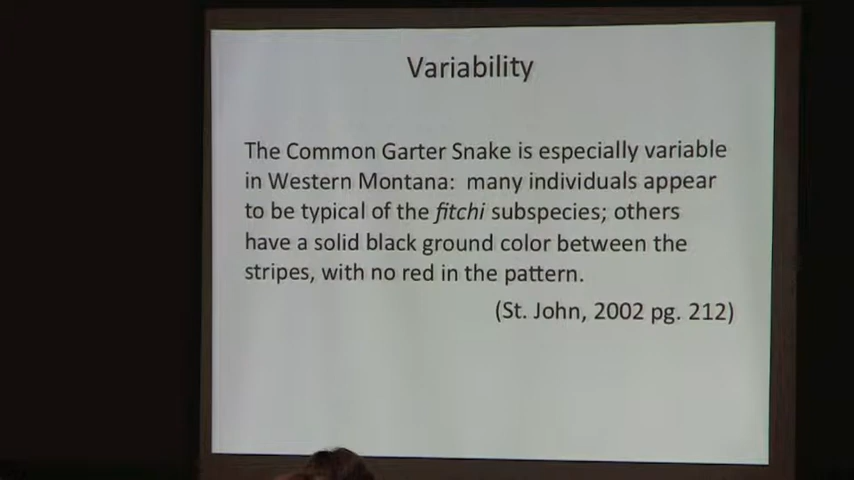 Variability
The Common Garter Snake is especially variable
in Western Montana: many individuals appear
to be typical of the fitchi subspecies; others
have a solid black ground color between the
stripes, with no red in the pattern.
(St. John, 2002 pg. 212)